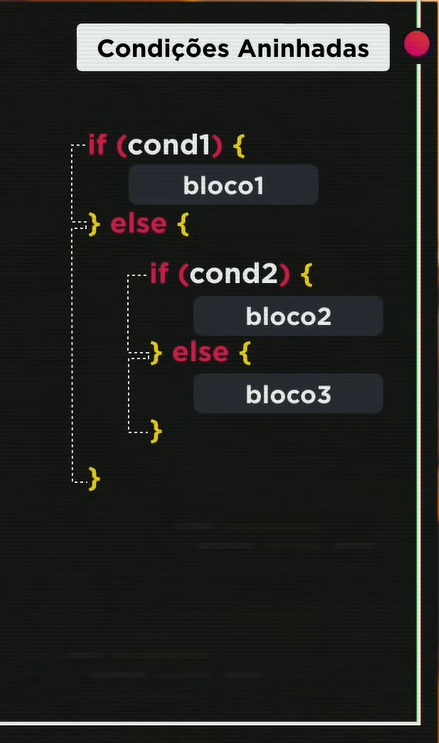 Condições Aninhadas
if (cond1) {
bloco1
} else {
if (cond2) {
bloco2
} else {
bloco3
}
}